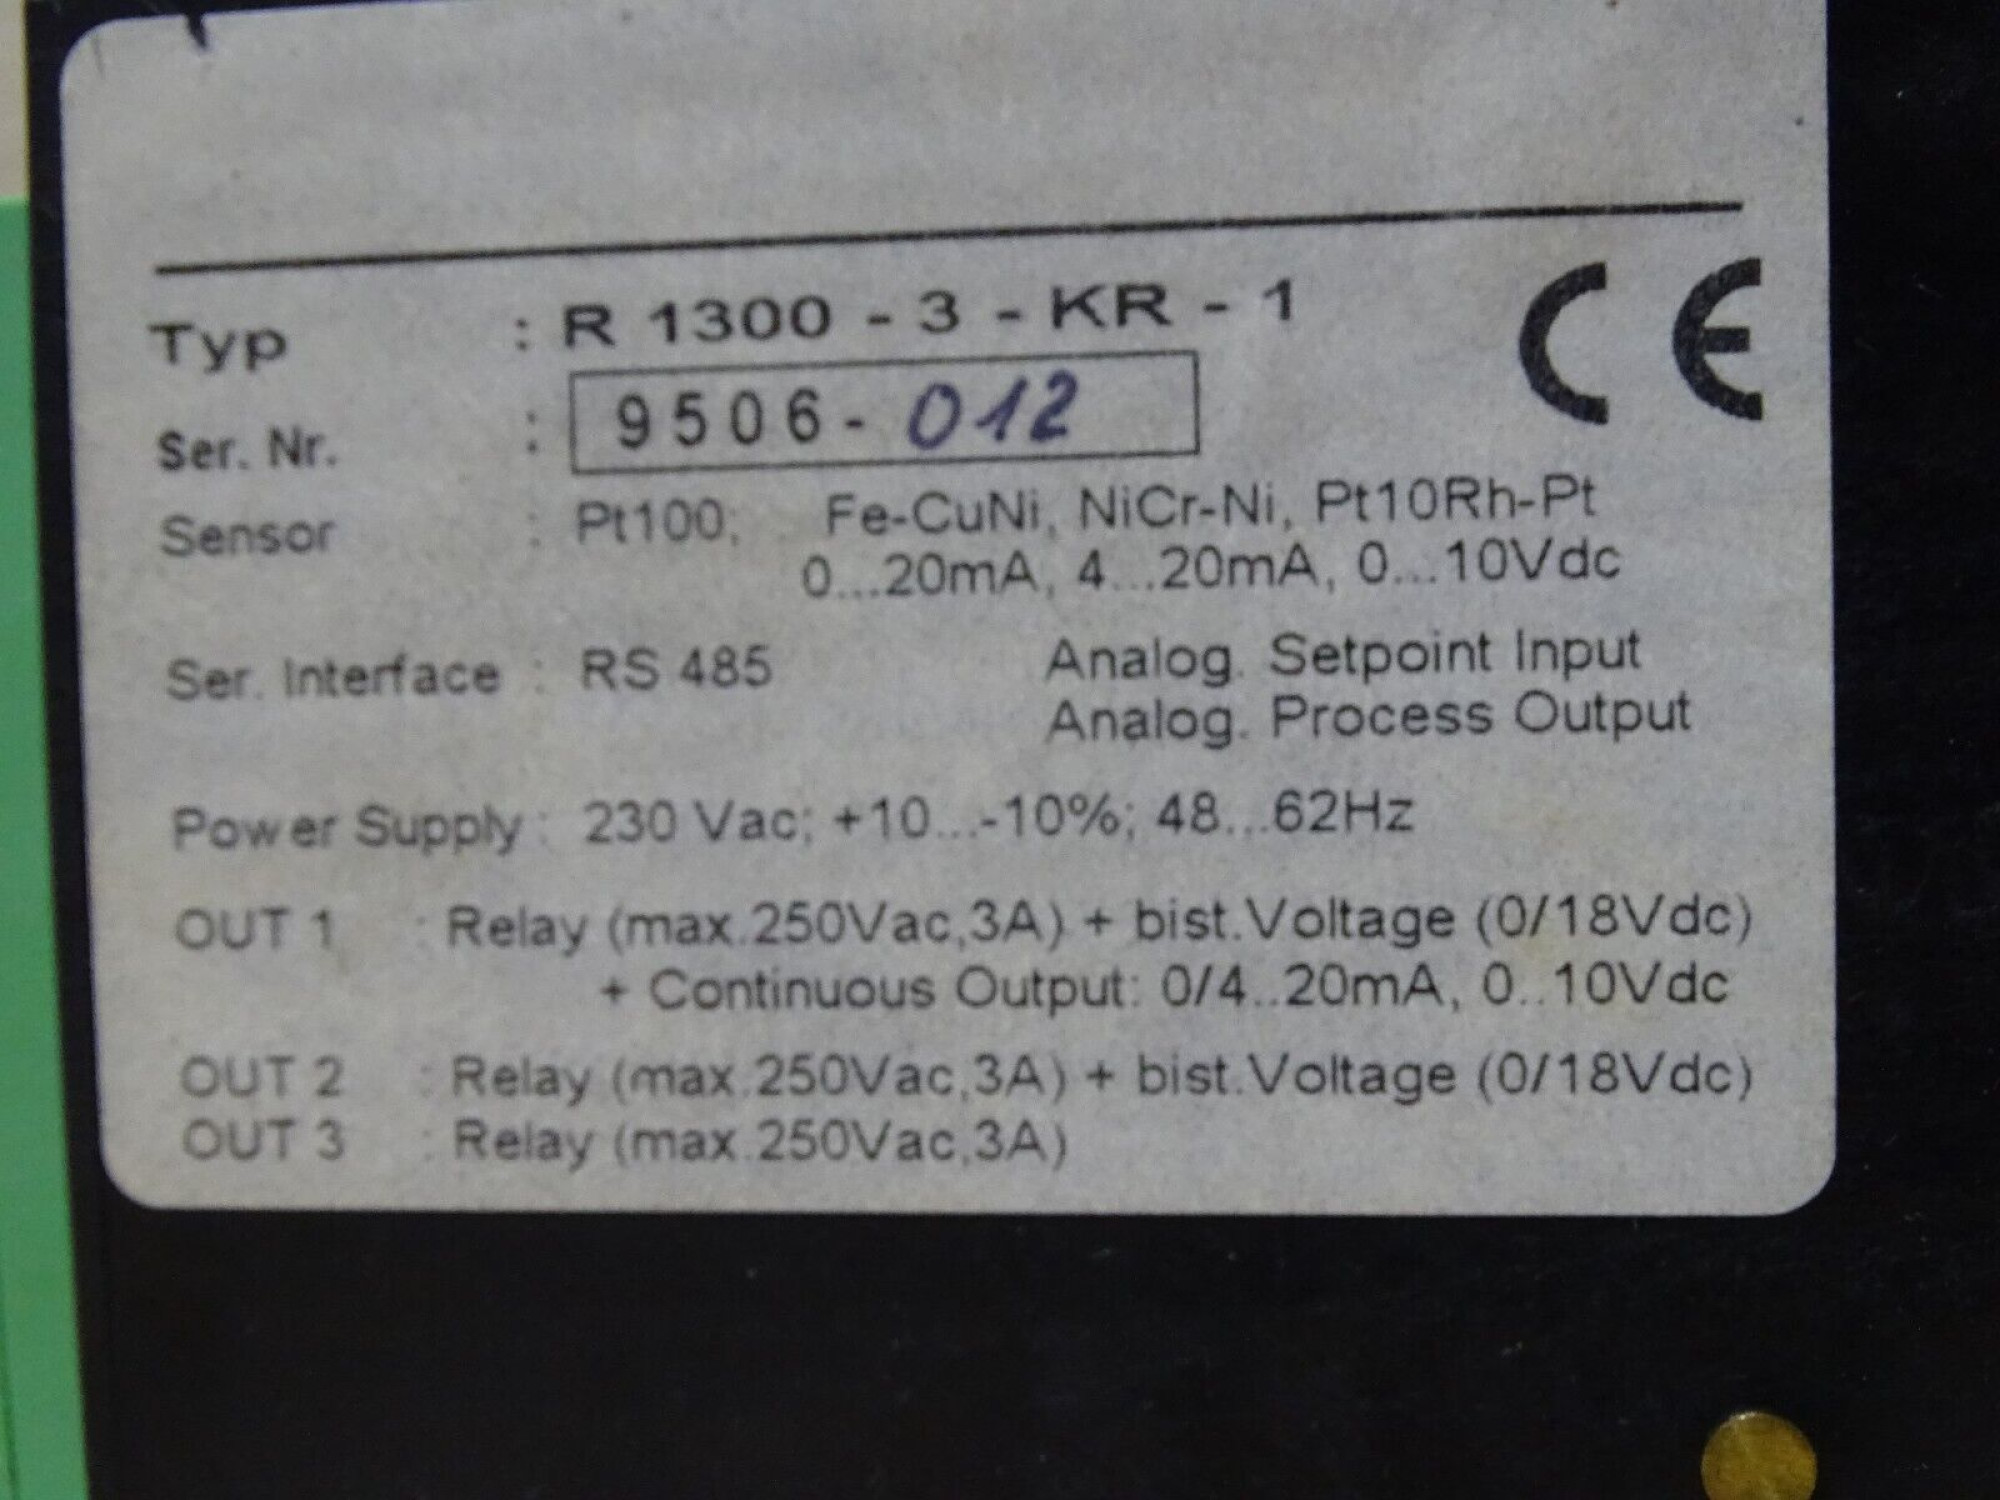 Typ : R 1300 - 3 - KR - 1
CE
Ser. Nr. : 9506- 012
Sensor : Pt100; Fe-CuNi, NiCr-Ni, Pt10Rh-Pt
0...20mA, 4...20mA, 0...10Vdc
Ser. Interface : RS 485 Analog. Setpoint Input
Analog. Process Output
Power Supply : 230 Vac; +10...-10%; 48...62Hz
OUT 1 : Relay (max.250Vac,3A) + bist.Voltage (0/18Vdc)
+ Continuous Output: 0/4..20mA, 0..10Vdc
OUT 2 : Relay (max.250Vac,3A) + bist.Voltage (0/18Vdc)
OUT 3 : Relay (max.250Vac,3A)